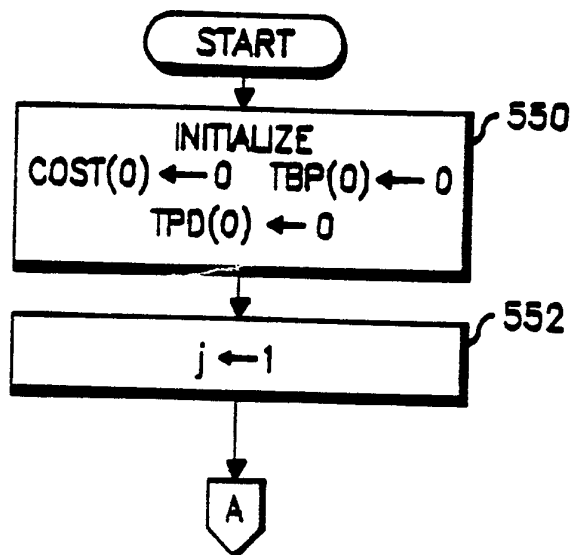 START
550
INITIALIZE
COST(0) ← 0 TBP(0) ← 0
TPD(0) ← 0
552
j ← 1
A